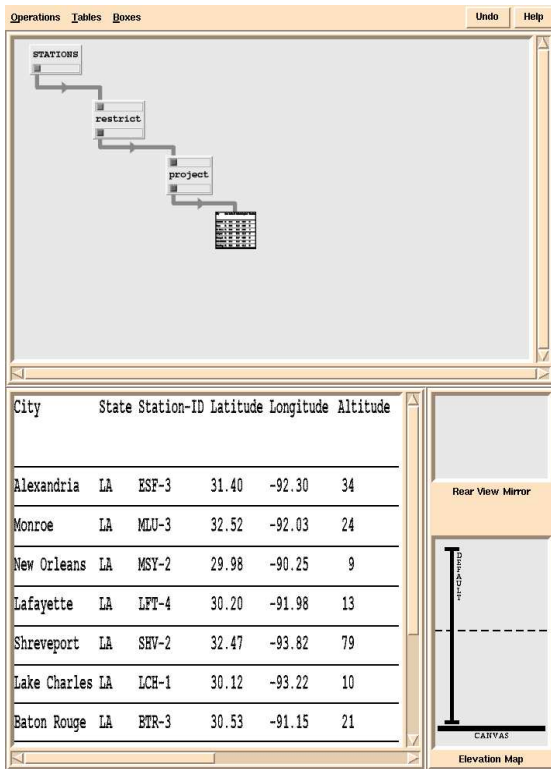 Operations Tables Boxes Undo Help
STATIONS
restrict
project
City State Station-ID Latitude Longitude Altitude
Alexandria LA ESF-3 31.40 -92.30 34
Monroe LA MLU-3 32.52 -92.03 24
New Orleans LA MSY-2 29.98 -90.25 9
Lafayette LA LFT-4 30.20 -91.98 13
Shreveport LA SHV-2 32.47 -93.82 79
Lake Charles LA LCH-1 30.12 -93.22 10
Baton Rouge LA BTR-3 30.53 -91.15 21
Rear View Mirror
DEFAULT
CANVAS
Elevation Map